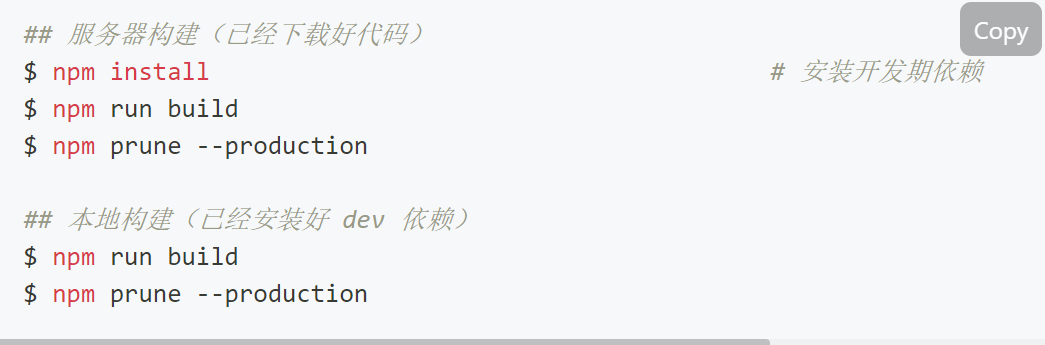 ## 服务器构建（已经下载好代码）
Copy
$ npm install # 安装开发期依赖
$ npm run build
$ npm prune --production
## 本地构建（已经安装好 dev 依赖）
$ npm run build
$ npm prune --production